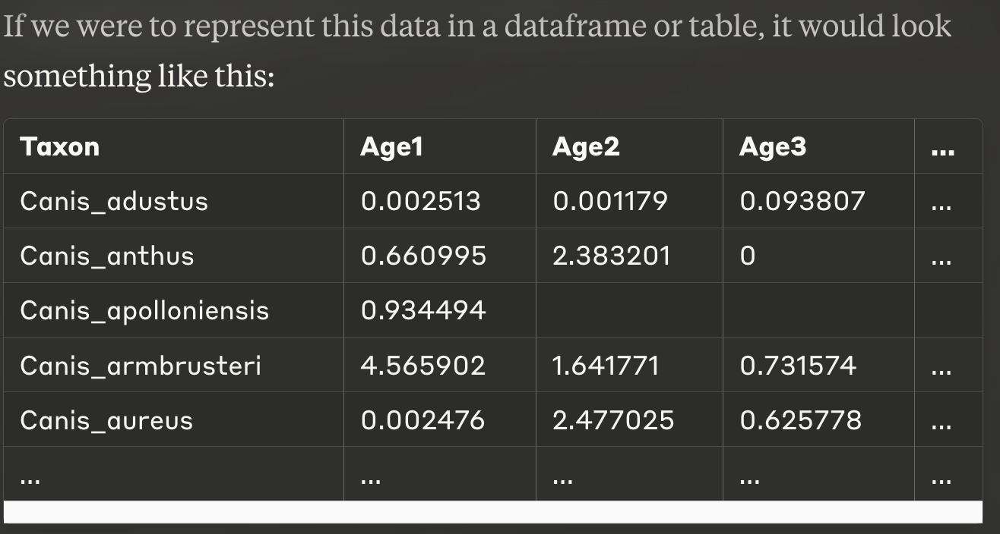 If we were to represent this data in a dataframe or table, it would look
something like this:
Taxon Age1 Age2 Age3 ...
Canis_adustus 0.002513 0.001179 0.093807 ...
Canis_anthus 0.660995 2.383201 0 ...
Canis_apolloniensis 0.934494
Canis_armbrusteri 4.565902 1.641771 0.731574 ...
Canis_aureus 0.002476 2.477025 0.625778 ...
... ... ... ... ...